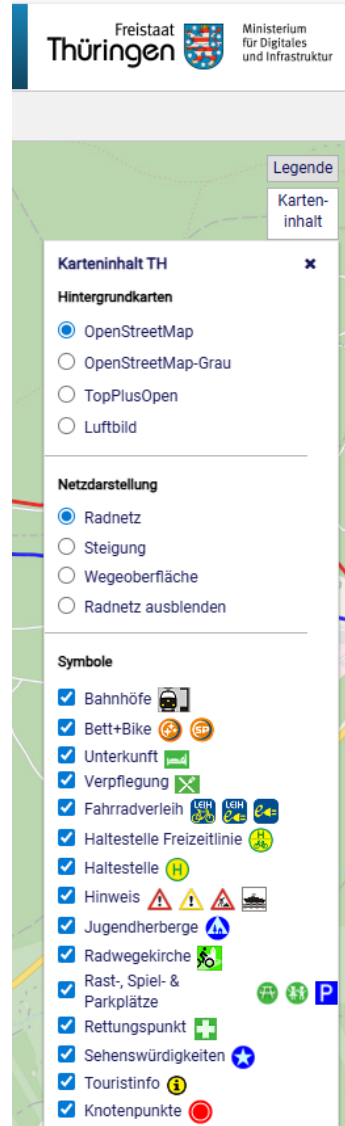 Freistaat
Thüringen
Ministerium
für Digitales
und Infrastruktur
Legende
Karten-
inhalt
Karteninhalt TH
Hintergrundkarten
OpenStreetMap
OpenStreetMap-Grau
TopPlusOpen
Luftbild
Netzdarstellung
Radnetz
Steigung
Wegeoberfläche
Radnetz ausblenden
Symbole
Bahnhöfe
Bett+Bike SP
Unterkunft
Verpflegung
Fahrradverleih LEIH LEIH e
Haltestelle Freizeitlinie H
Haltestelle H
Hinweis
Jugendherberge
Radwegekirche
Rast-, Spiel- &
Parkplätze P
Rettungspunkt
Sehenswürdigkeiten
Touristinfo i
Knotenpunkte